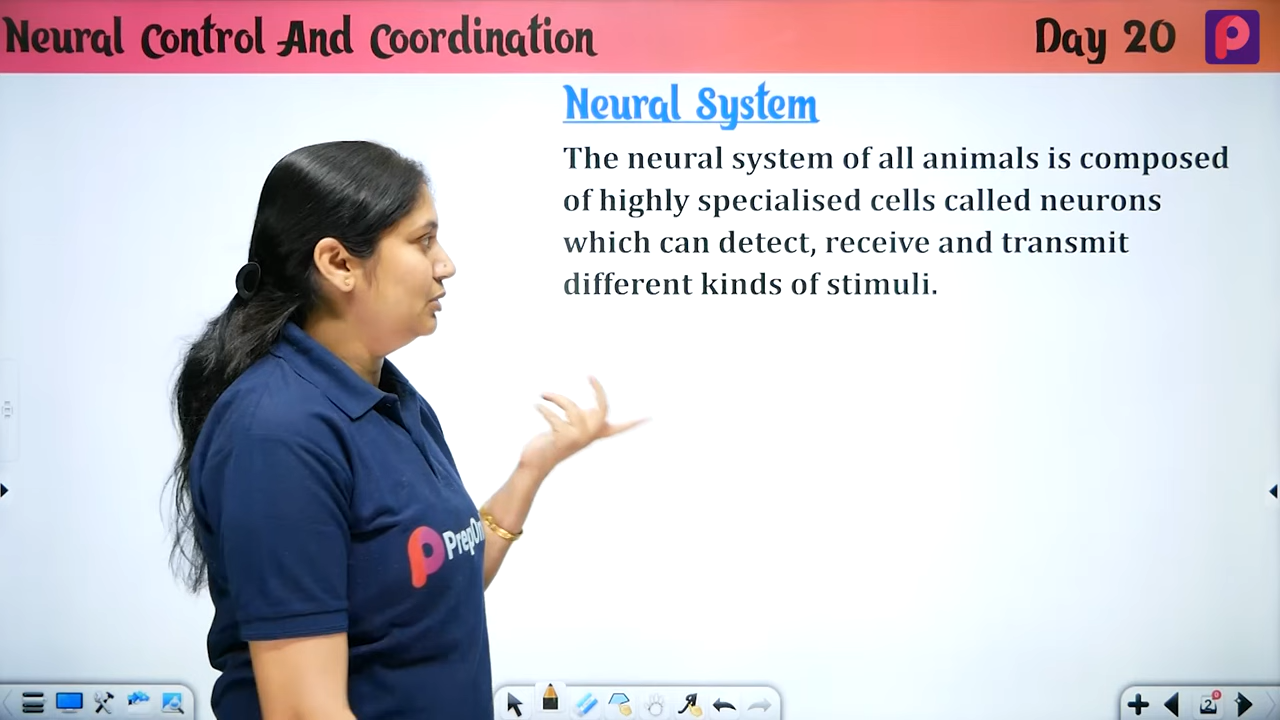 Neural Control And Coordination
Day 20
Neural System
The neural system of all animals is composed
of highly specialised cells called neurons
which can detect, receive and transmit
different kinds of stimuli.
2